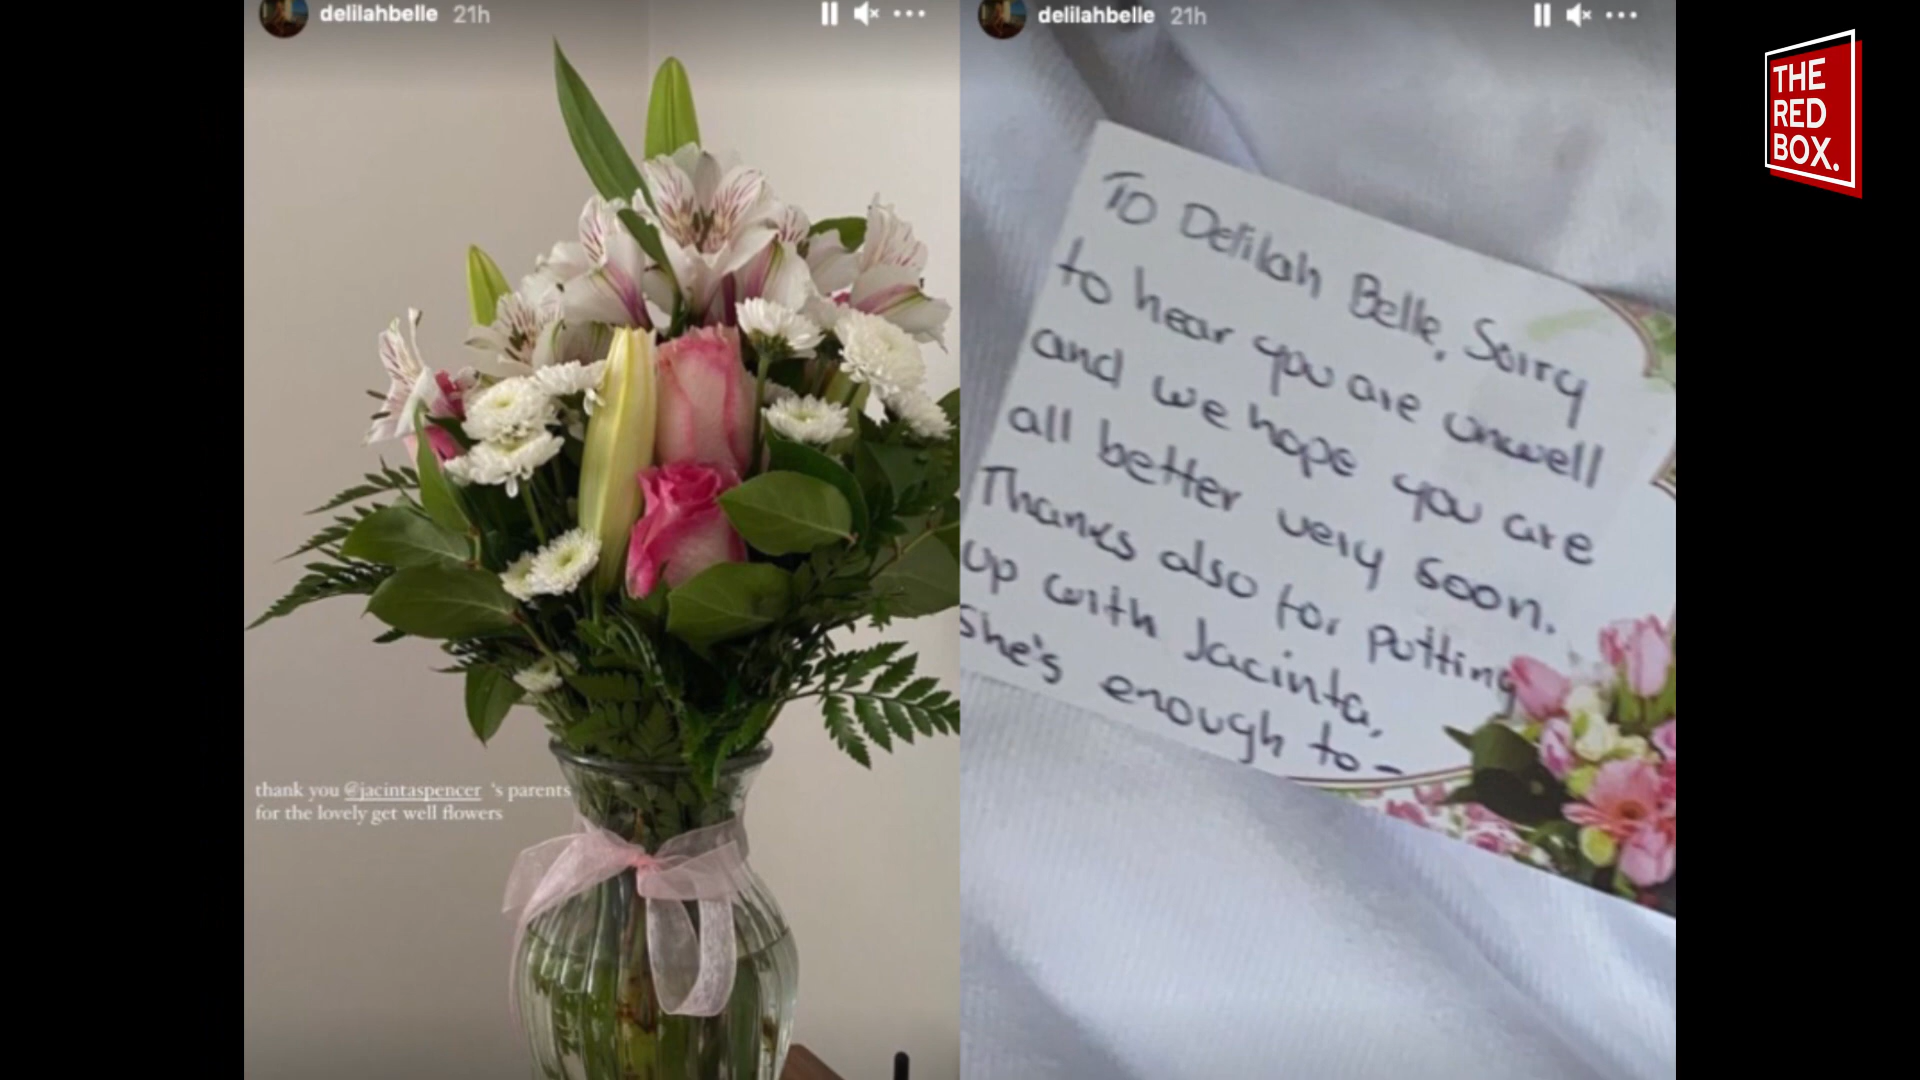 delilahbelle 21h
thank you @jacintaspencer 's parents
for the lovely get well flowers
delilahbelle 21h
To Delilah Belle, Sorry
to hear you are unwell
and we hope you are
all better very soon.
Thanks also for putting
up with Jacinta,
She's enough to-
THE
RED
BOX.